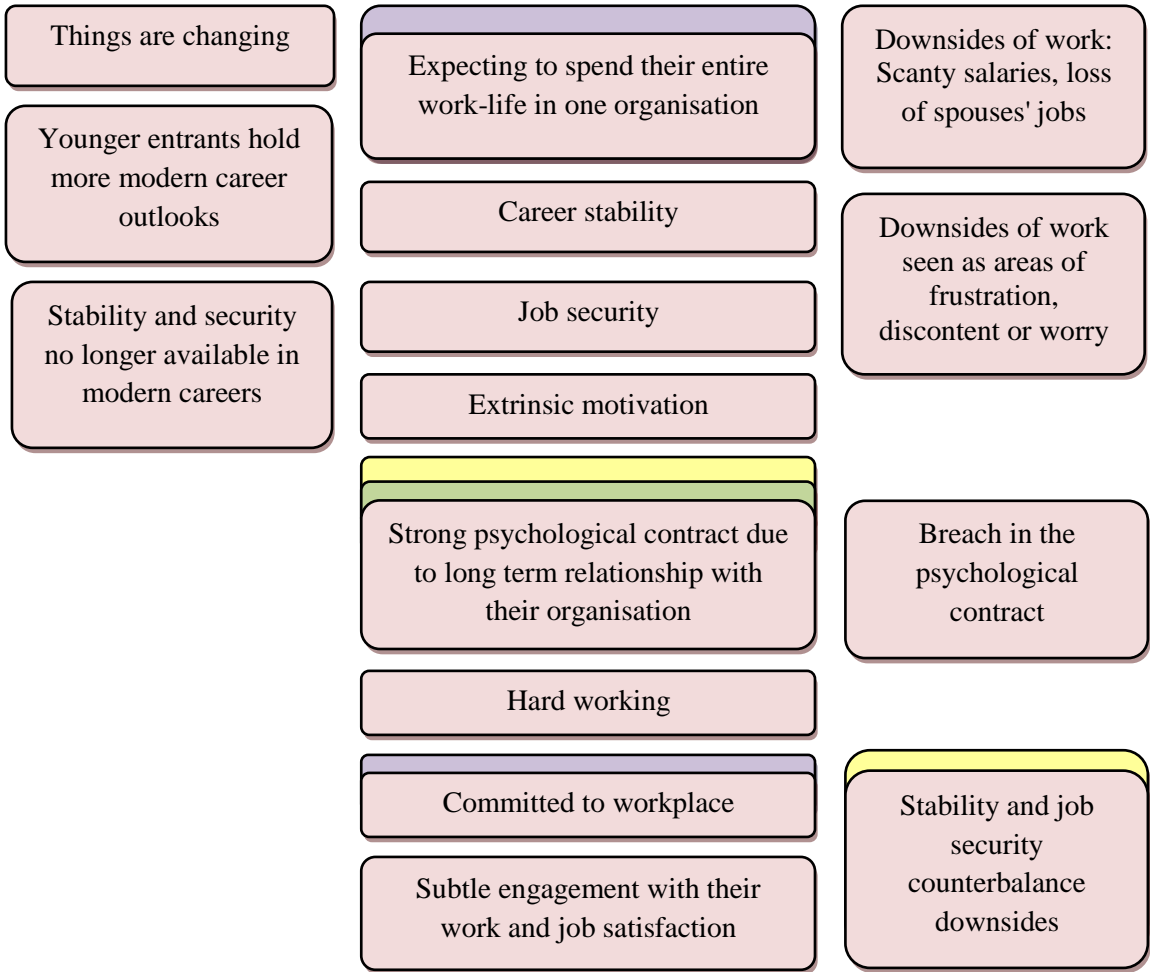 Things are changing
Younger entrants hold
more modern career
outlooks
Stability and security
no longer available in
modern careers
Expecting to spend their entire
work-life in one organisation
Career stability
Job security
Extrinsic motivation
Strong psychological contract due
to long term relationship with
their organisation
Hard working
Committed to workplace
Subtle engagement with their
work and job satisfaction
Downsides of work:
Scanty salaries, loss
of spouses' jobs
Downsides of work
seen as areas of
frustration,
discontent or worry
Breach in the
psychological
contract
Stability and job
security
counterbalance
downsides